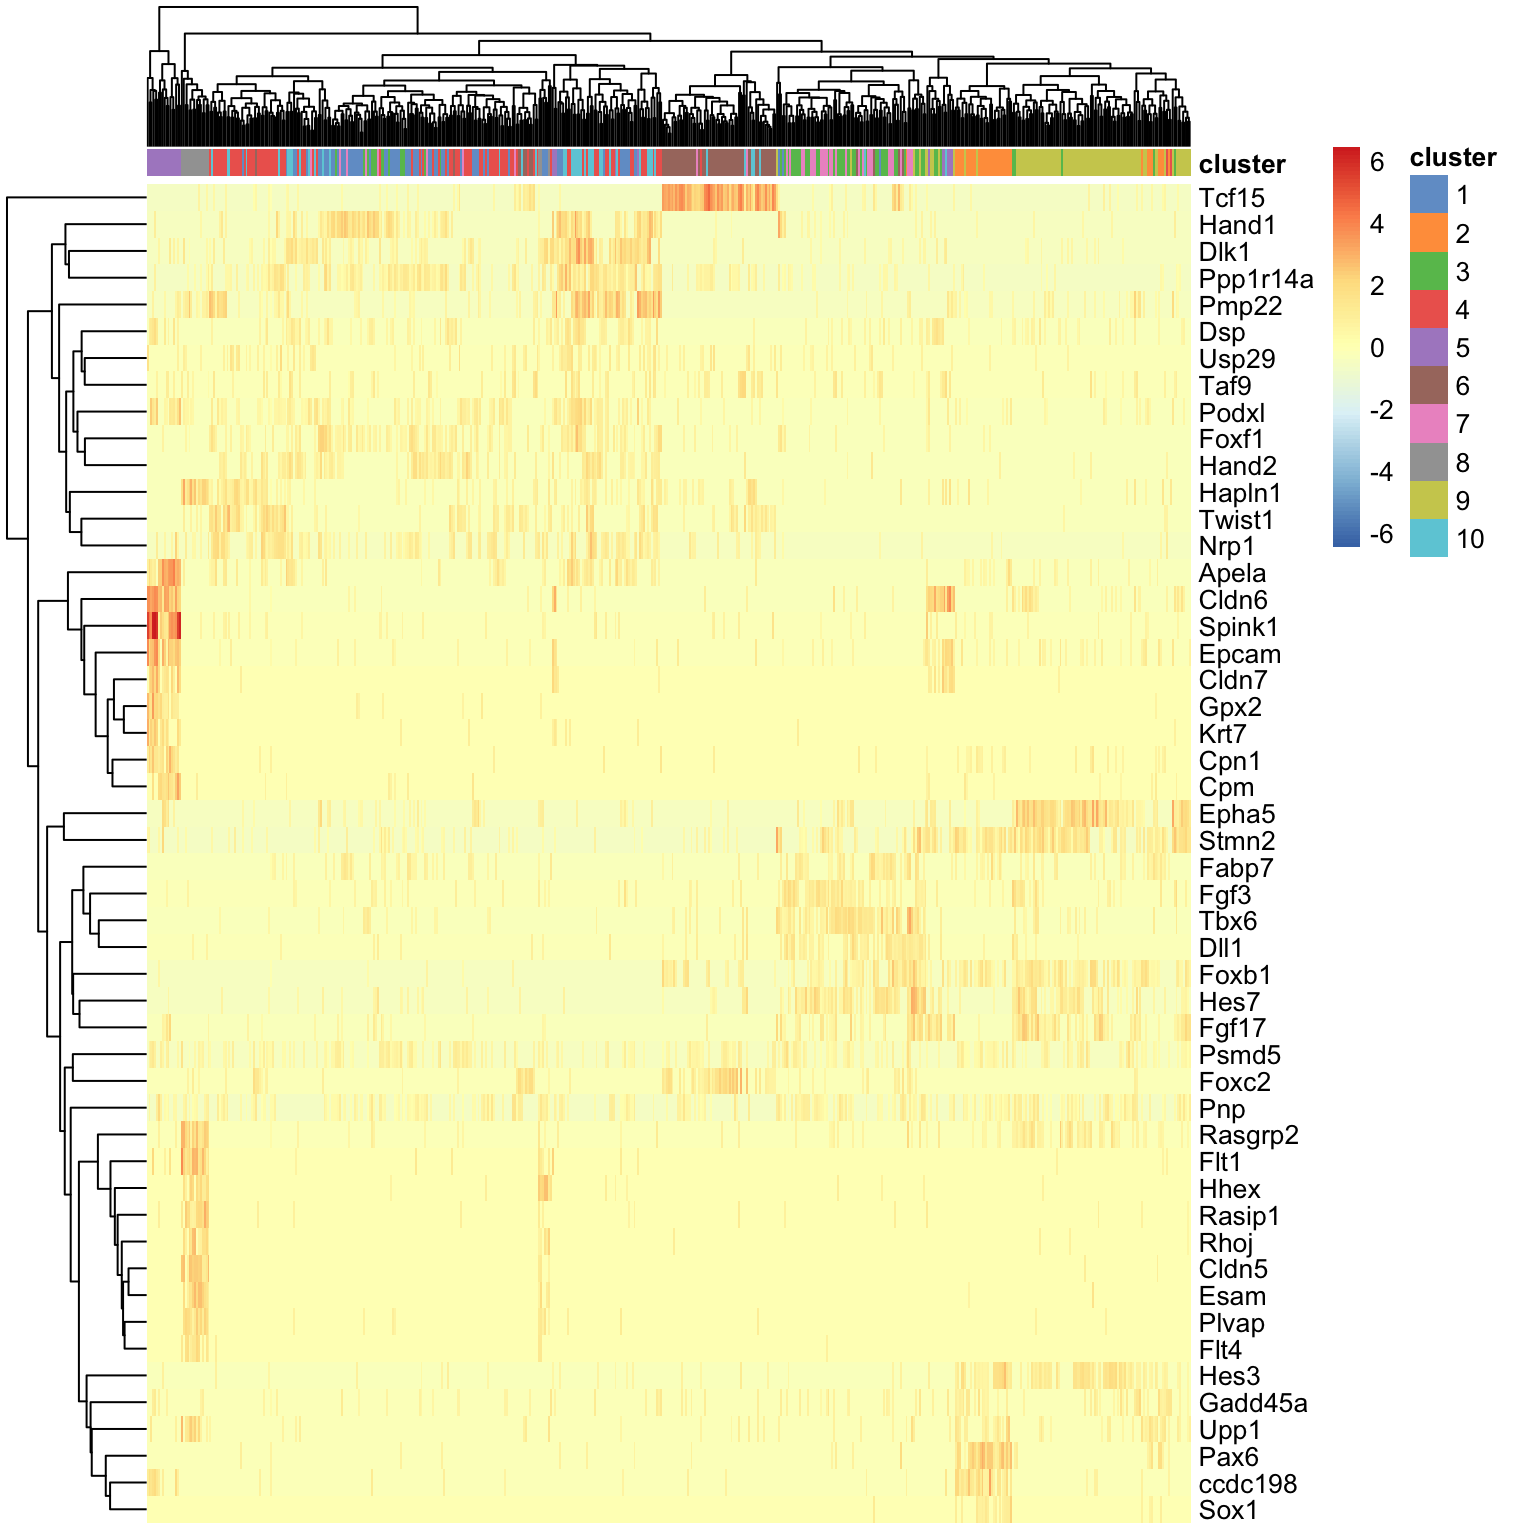 cluster
Tcf15
Hand1
Dlk1
Ppp1r14a
Pmp22
Dsp
Usp29
Taf9
Podxl
Foxf1
Hand2
Hapln1
Twist1
Nrp1
Apela
Cldn6
Spink1
Epcam
Cldn7
Gpx2
Krt7
Cpn1
Cpm
Epha5
Stmn2
Fabp7
Fgf3
Tbx6
Dll1
Foxb1
Hes7
Fgf17
Psmd5
Foxc2
Pnp
Rasgrp2
Flt1
Hhex
Rasip1
Rhoj
Cldn5
Esam
Plvap
Flt4
Hes3
Gadd45a
Upp1
Pax6
ccdc198
Sox1
6
4
2
0
-2
-4
-6
cluster
1
2
3
4
5
6
7
8
9
10